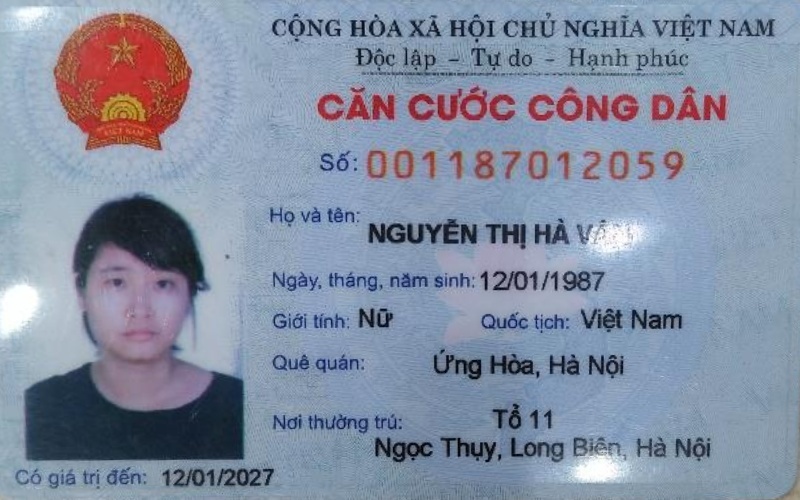 CỘNG HÒA XÃ HỘI CHỦ NGHĨA VIỆT NAM
Độc lập - Tự do - Hạnh phúc
CĂN CƯỚC CÔNG DÂN
Số: 001187012059
Họ và tên: NGUYỄN THỊ HÀ
Ngày, tháng, năm sinh: 12/01/1987
Giới tính: Nữ Quốc tịch: Việt Nam
Quê quán: Ứng Hòa, Hà Nội
Nơi thường trú: Tổ 11
Ngọc Thụy, Long Biên, Hà Nội
Có giá trị đến: 12/01/2027
VIỆT NAM